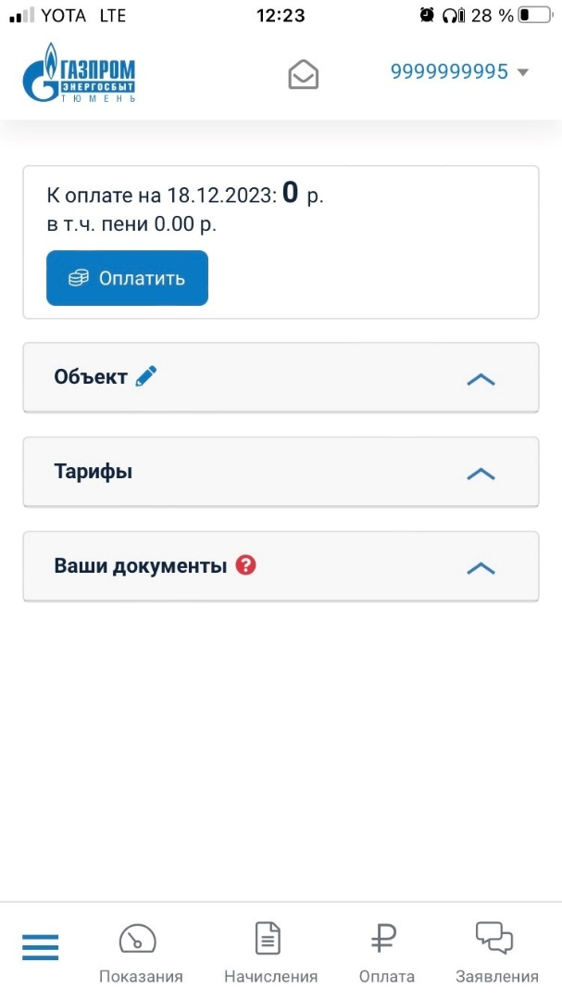 YOTA LTE 12:23 28 %
ГАЗПРОМ
ЭНЕРГОСБЫТ
ТЮМЕНЬ
9999999995
К оплате на 18.12.2023: 0 р.
в т.ч. пени 0.00 р.
Оплатить
Объект
Тарифы
Ваши документы ?
Показания Начисления Оплата Заявления